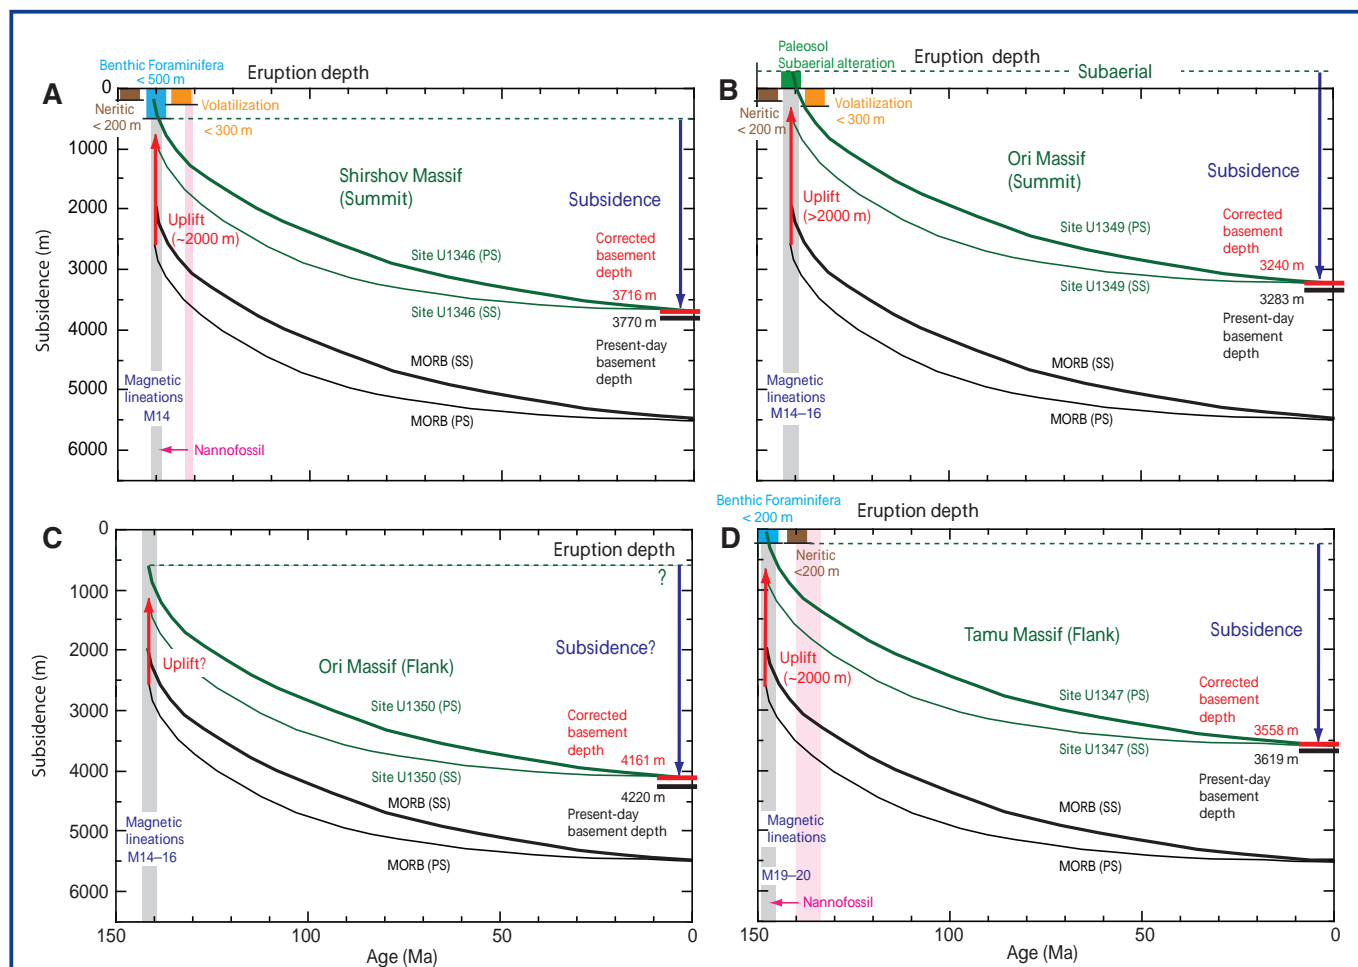 A
Benthic Foraminifera
< 500 m
Eruption depth
Neritic
< 200 m
Volatilization
< 300 m
Shirshov Massif
(Summit)
Subsidence
Uplift
(~2000 m)
Site U1346 (PS)
Site U1346 (SS)
Corrected
basement
depth
3716 m
3770 m
Present-day
basement
depth
MORB (SS)
MORB (PS)
Magnetic
lineations
M14
Nannofossil
Subsidence (m)
0
1000
2000
3000
4000
5000
6000
150
100
50
0
B
Paleosol
Subaerial alteration
Eruption depth
Subaerial
Neritic
< 200 m
Volatilization
< 300 m
Ori Massif
(Summit)
Subsidence
Uplift
(>2000 m)
Site U1349 (PS)
Site U1349 (SS)
Corrected
basement
depth
3240 m
3283 m
Present-day
basement
depth
MORB (SS)
MORB (PS)
Magnetic
lineations
M14–16
150
100
50
0
C
Eruption depth
?
Subsidence?
Uplift?
Ori Massif (Flank)
Site U1350 (PS)
Site U1350 (SS)
Corrected
basement
depth
4161 m
4220 m
Present-day
basement depth
MORB (SS)
MORB (PS)
Magnetic
lineations
M14–16
Subsidence (m)
0
1000
2000
3000
4000
5000
6000
150
100
50
0
Age (Ma)
D
Benthic Foraminifera
< 200 m
Eruption depth
Neritic
<200 m
Tamu Massif (Flank)
Subsidence
Uplift
(~2000 m)
Site U1347 (PS)
Site U1347 (SS)
Corrected
basement
depth
3558 m
3619 m
Present-day
basement
depth
MORB (SS)
MORB (PS)
Magnetic
lineations
M19–20
Nannofossil
150
100
50
0
Age (Ma)